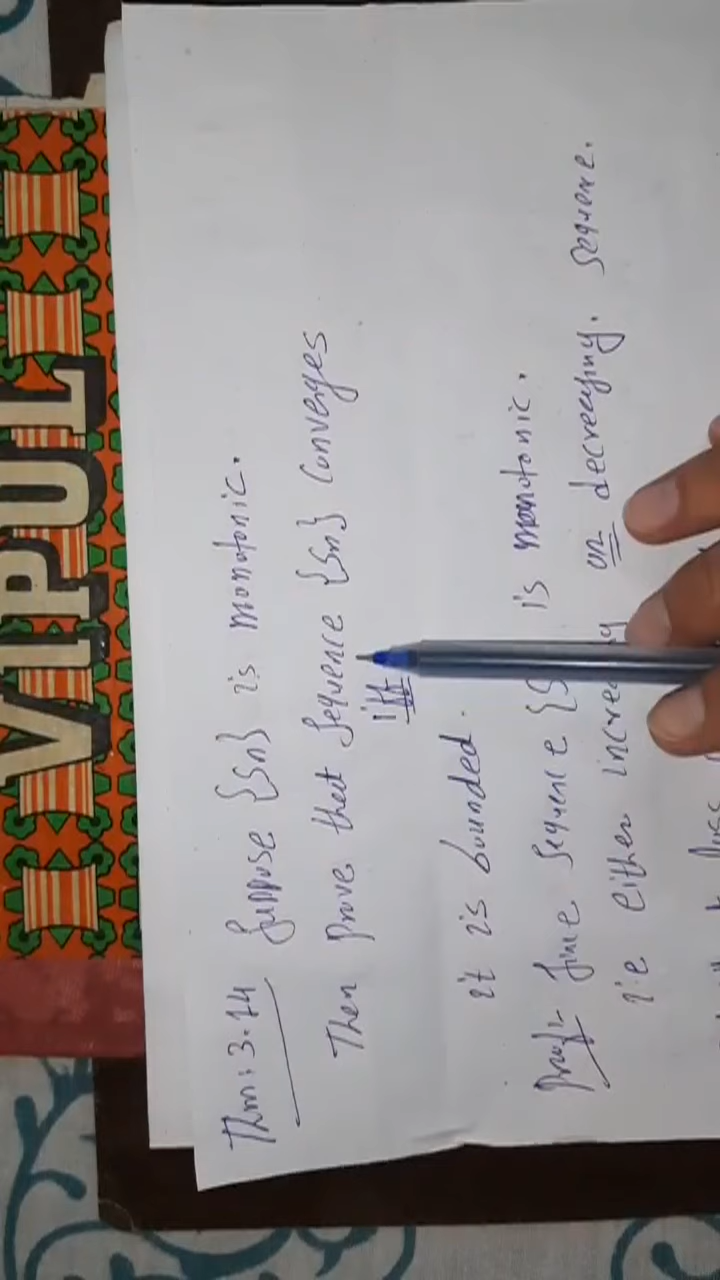 VIPUL
Thm: 3.14 Suppose {Sn} is monotonic.
Then prove that sequence {Sn} converges
iff
it is bounded.
Proof:- Since sequence {S is monotonic.
i.e either increa g or decreasing. sequence.